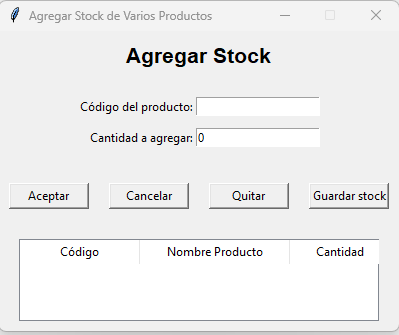 Agregar Stock de Varios Productos
Agregar Stock
Código del producto:
Cantidad a agregar: 0
Aceptar Cancelar Quitar Guardar stock
Código Nombre Producto Cantidad